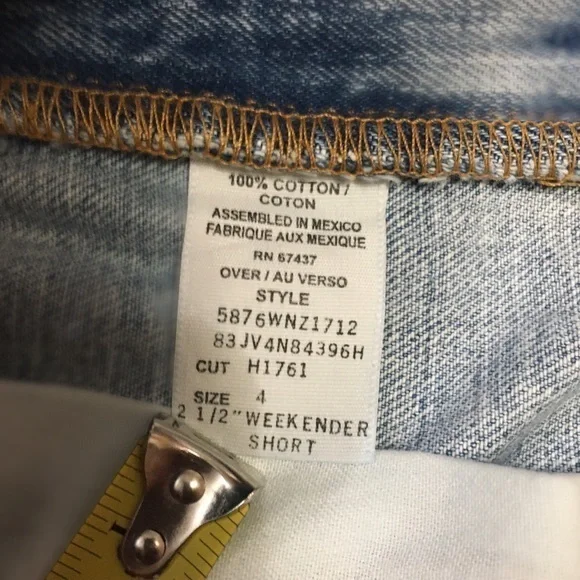 100% COTTON /
COTON
ASSEMBLED IN MEXICO
FABRIQUE AUX MEXIQUE
RN 67437
OVER / AU VERSO
STYLE
5876WNZ1712
83JV4N84396H
CUT H1761
SIZE 4
2 1/2" WEEKENDER
SHORT
1